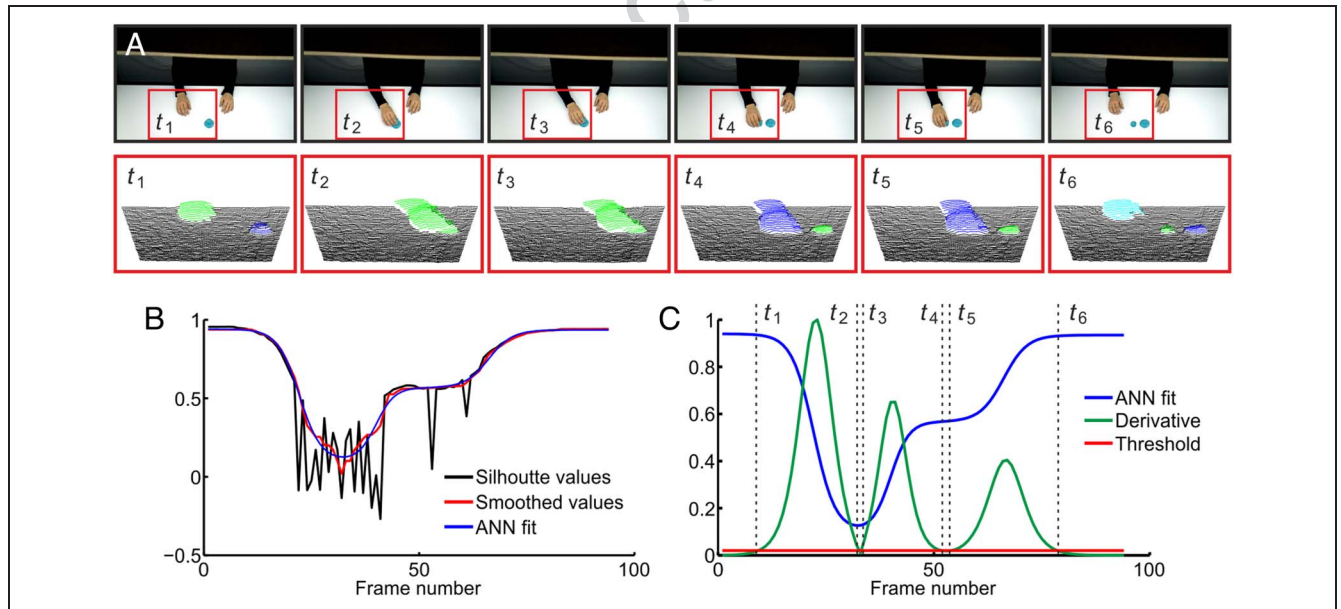 A
t1 t2 t3 t4 t5 t6
t1 t2 t3 t4 t5 t6
B
1
0.5
0
−0.5
0 50 100
Frame number
Silhoutte values
Smoothed values
ANN fit
C
t1 t2 t3 t4 t5 t6
1
0.8
0.6
0.4
0.2
0
0 50 100
Frame number
ANN fit
Derivative
Threshold